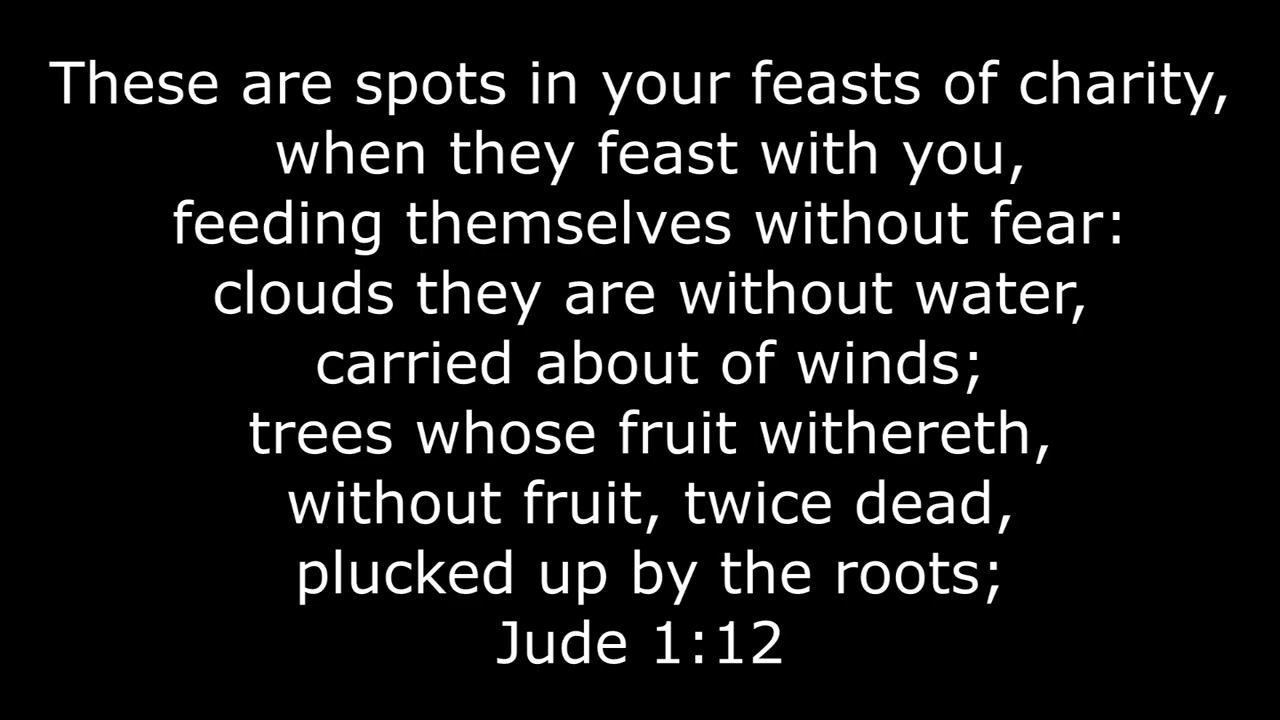 These are spots in your feasts of charity,
when they feast with you,
feeding themselves without fear:
clouds they are without water,
carried about of winds;
trees whose fruit withereth,
without fruit, twice dead,
plucked up by the roots;
Jude 1:12